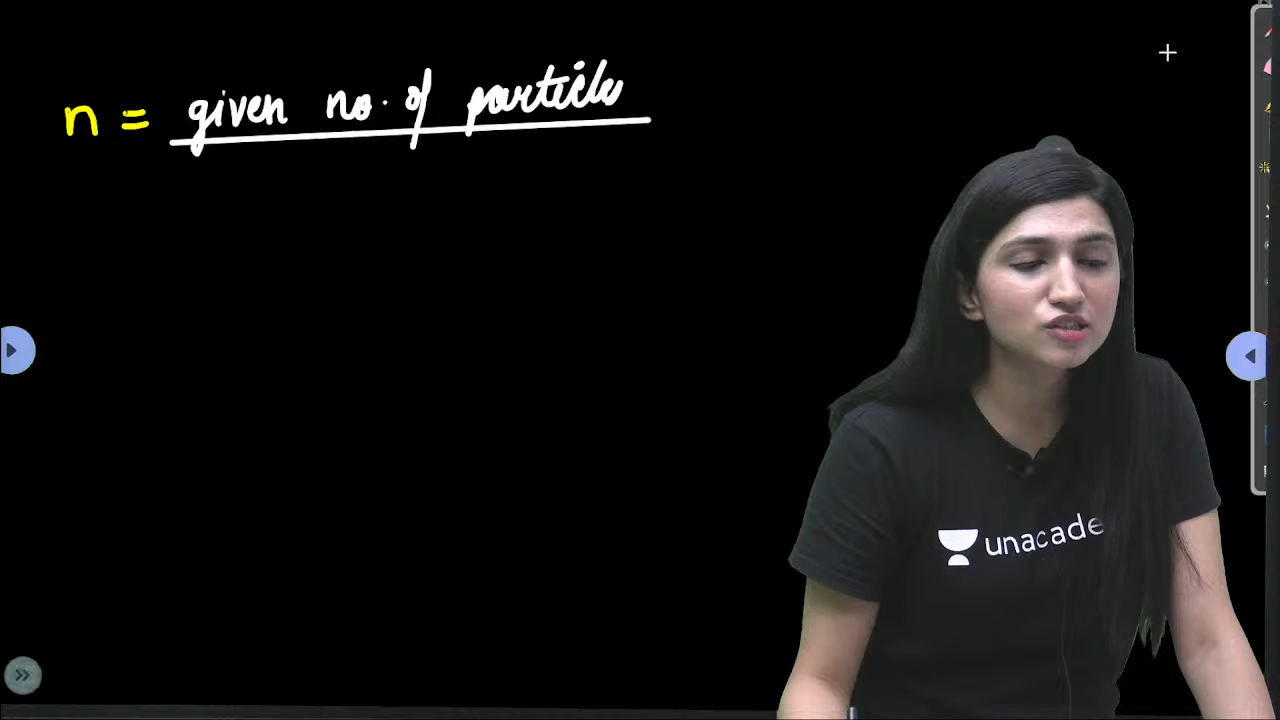 n = given no. of particle
unacade